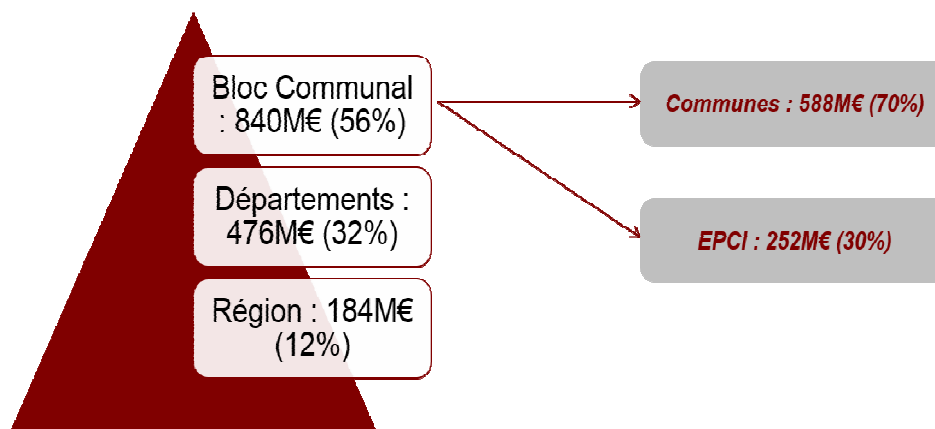 Bloc Communal
: 840M€ (56%)
Communes : 588M€ (70%)
Départements :
476M€ (32%)
EPCI : 252M€ (30%)
Région : 184M€
(12%)